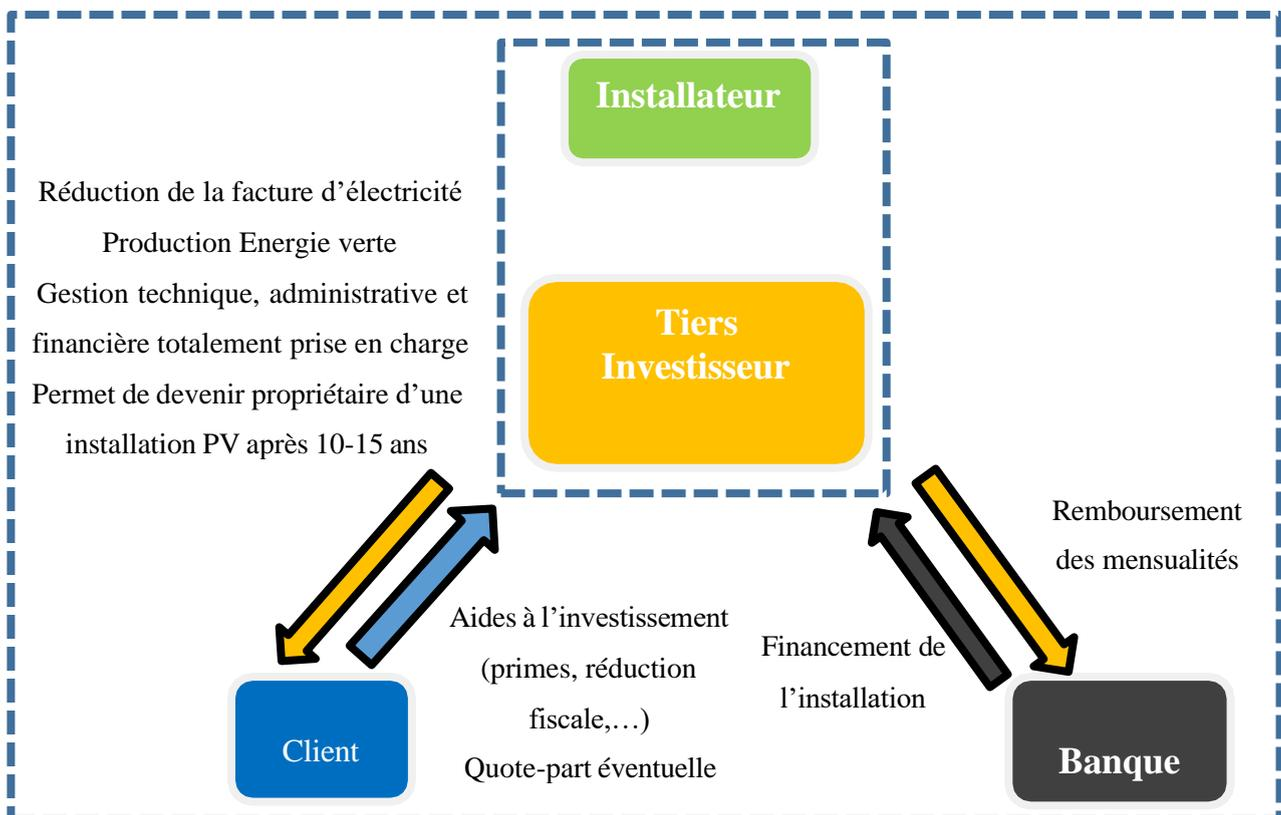 Installateur
Réduction de la facture d’électricité
Production Energie verte
Gestion technique, administrative et
financière totalement prise en charge
Permet de devenir propriétaire d’une
installation PV après 10-15 ans
Tiers
Investisseur
Remboursement
des mensualités
Aides à l’investissement
(primes, réduction
fiscale,…)
Quote-part éventuelle
Financement de
l’installation
Client
Banque